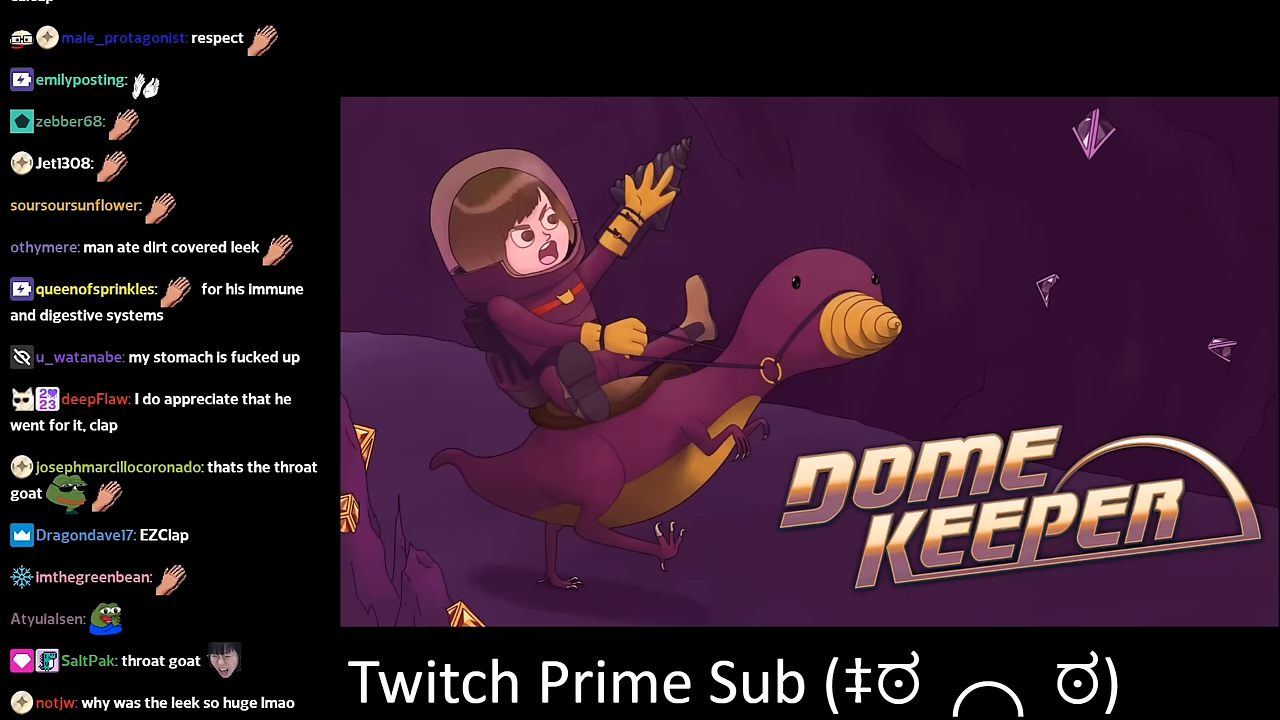 male_protagonist: respect
emilyposting:
zebber68:
Jet1308:
soursoursunflower:
othymere: man ate dirt covered leek
queenofsprinkles: for his immune
and digestive systems
u_watanabe: my stomach is fucked up
2023
deepFlaw: I do appreciate that he
went for it, clap
josephmarcillocoronado: thats the throat
goat
Dragondave17: EZClap
imthegreenbean:
Atyuialsen:
SaltPak: throat goat
notjw: why was the leek so huge lmao
DOME
KEEPER
Twitch Prime Sub (‡ಠ ︵ ಠ)